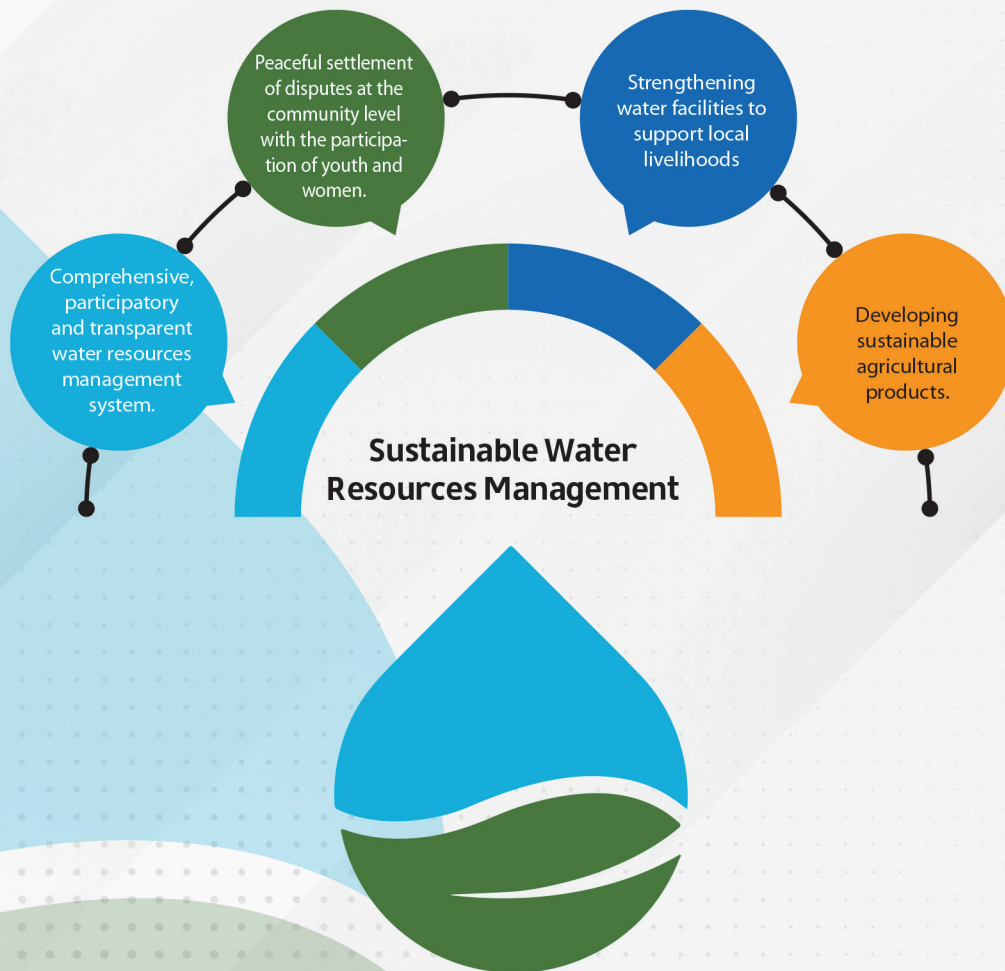 Peaceful settlement
of disputes at the
community level
with the participa-
tion of youth and
women.
Strengthening
water facilities to
support local
livelihoods
Comprehensive,
participatory
and transparent
water resources
management
system.
Developing
sustainable
agricultural
products.
Sustainable Water
Resources Management